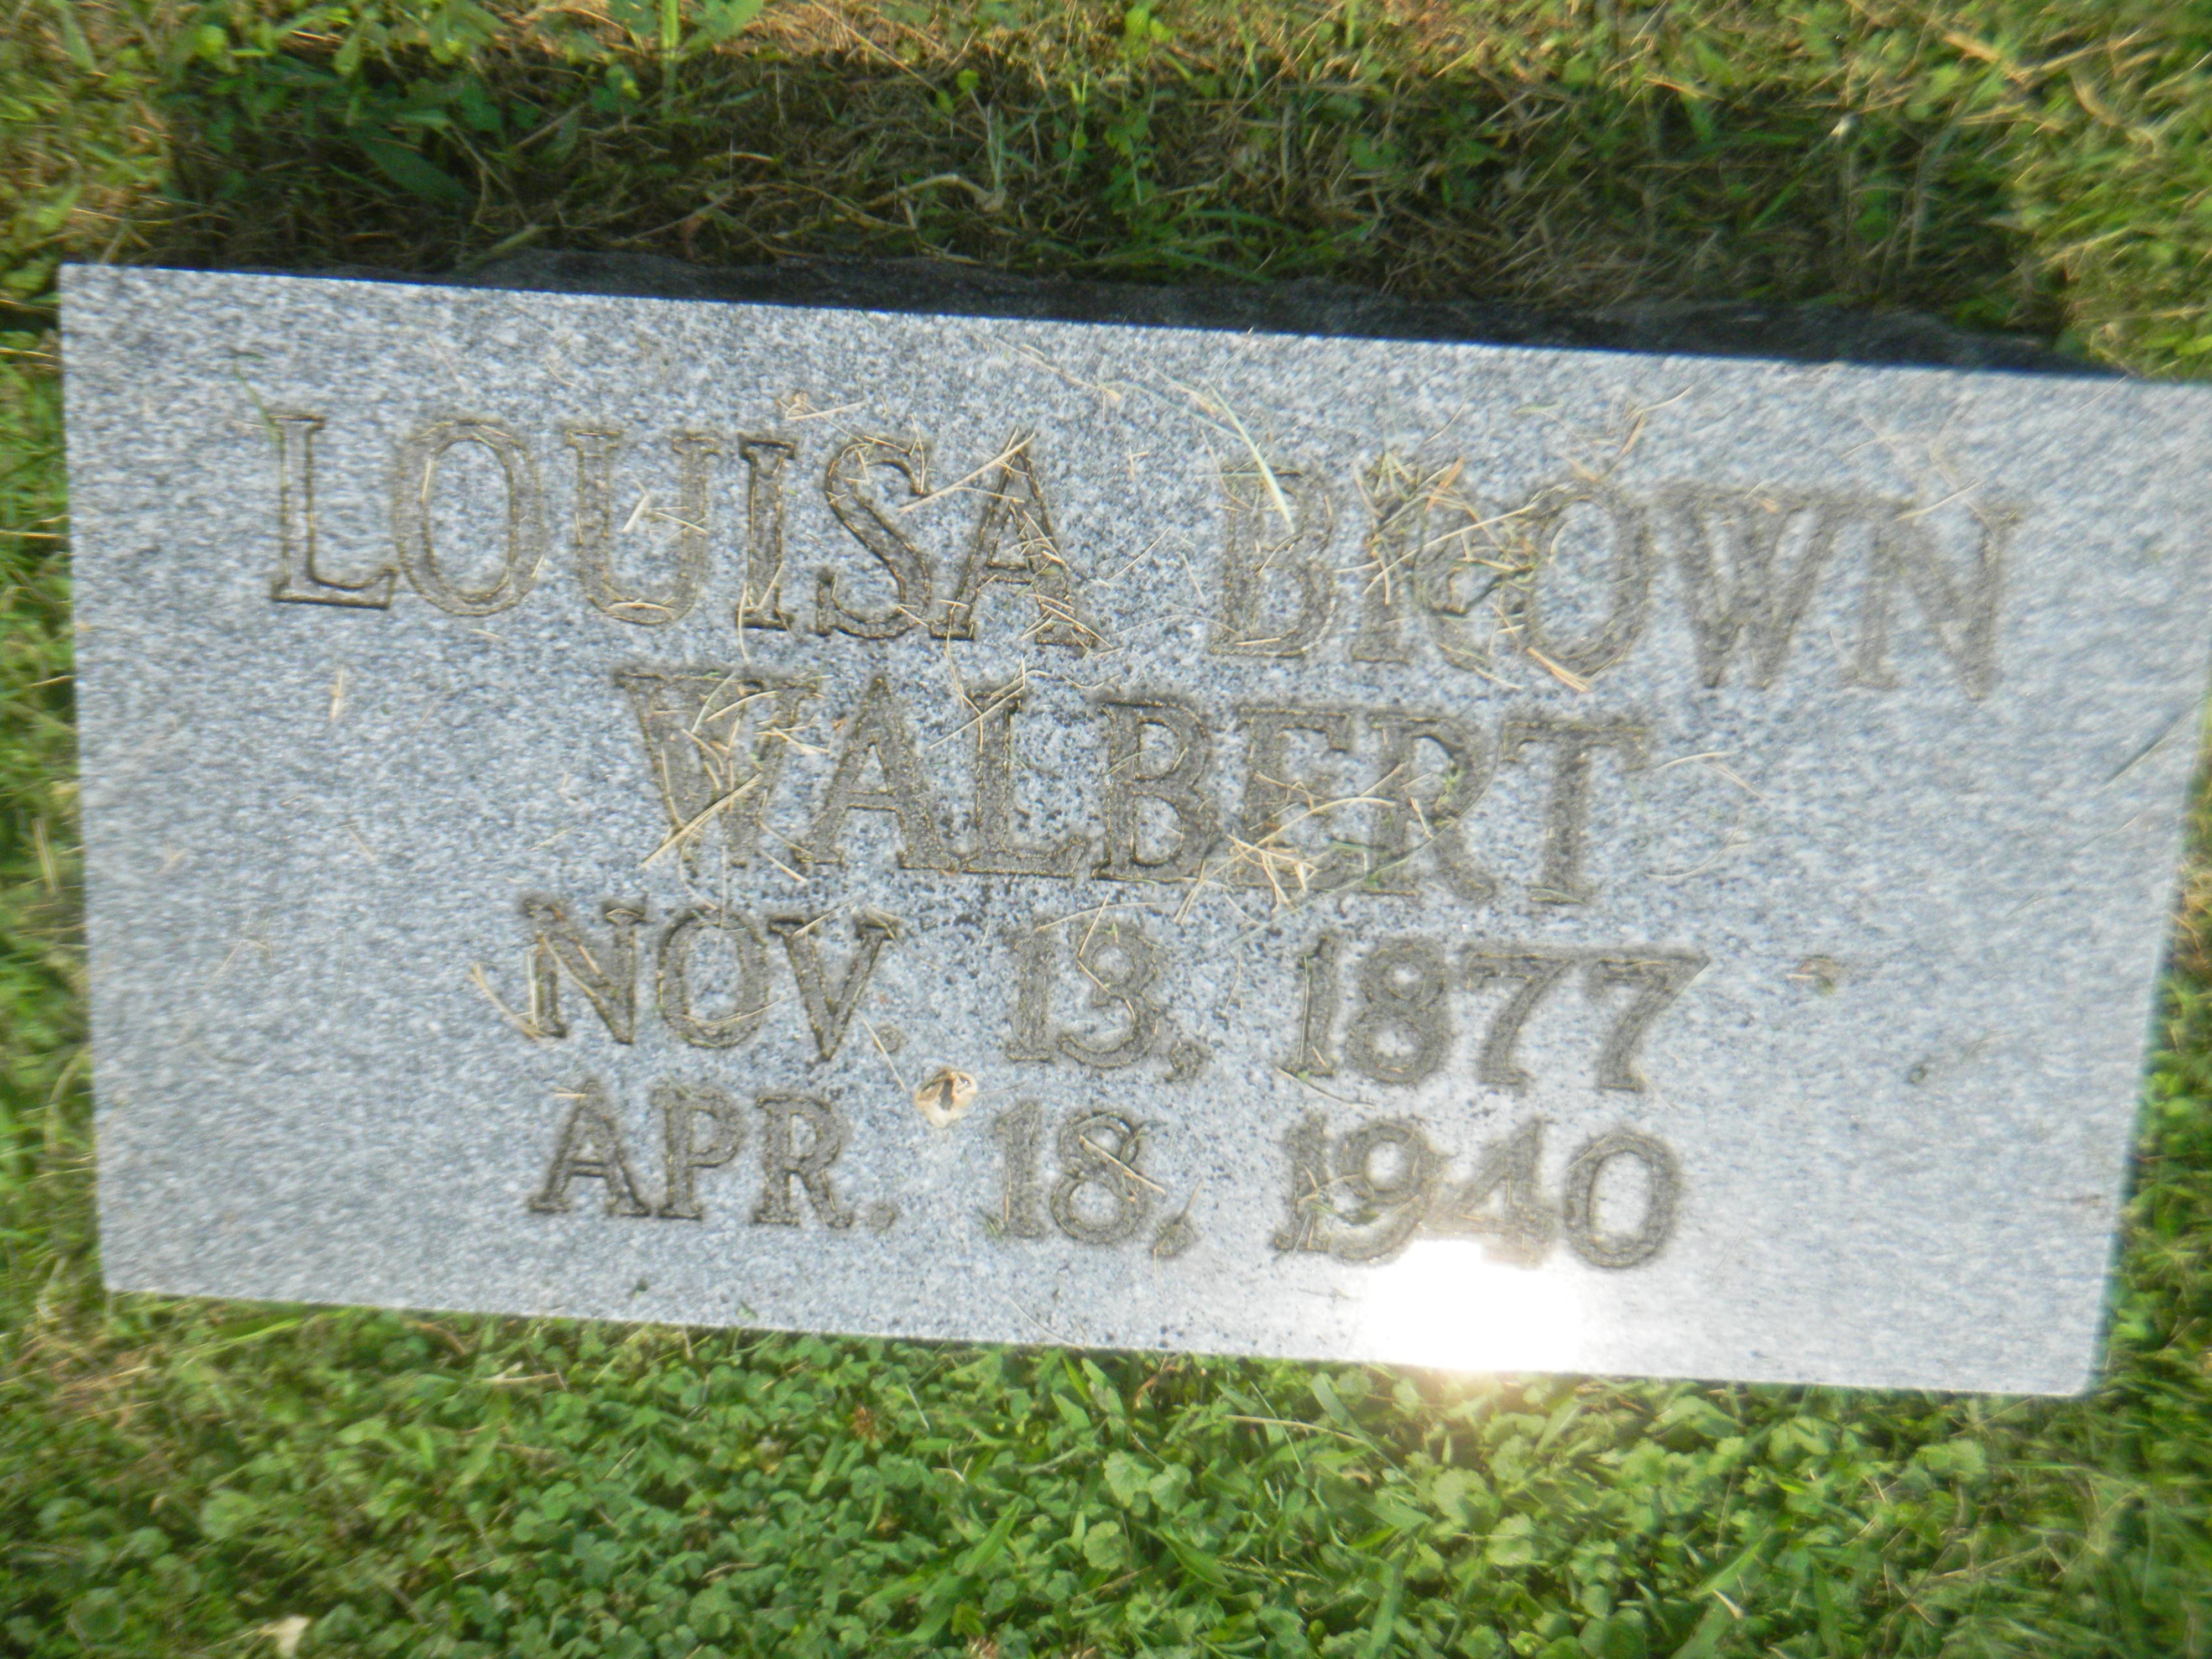 LOUISA BROWN
WALBERT
NOV. 13, 1877
APR. 18, 1940